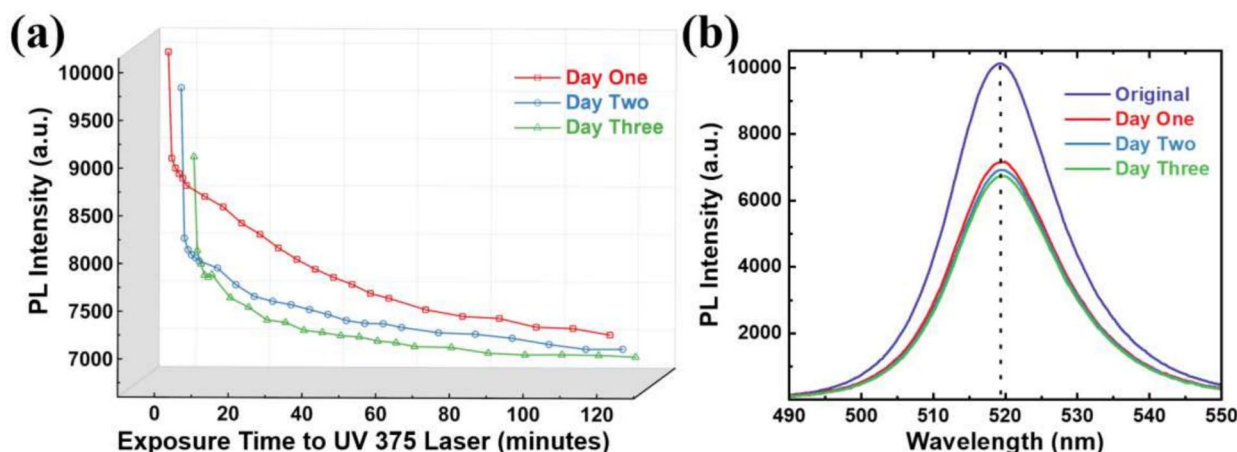 (a)
10000
9500
9000
8500
8000
7500
7000
PL Intensity (a.u.)
Day One
Day Two
Day Three
0 20 40 60 80 100 120
Exposure Time to UV 375 Laser (minutes)
(b)
10000
8000
6000
4000
2000
PL Intensity (a.u.)
Original
Day One
Day Two
Day Three
490 500 510 520 530 540 550
Wavelength (nm)